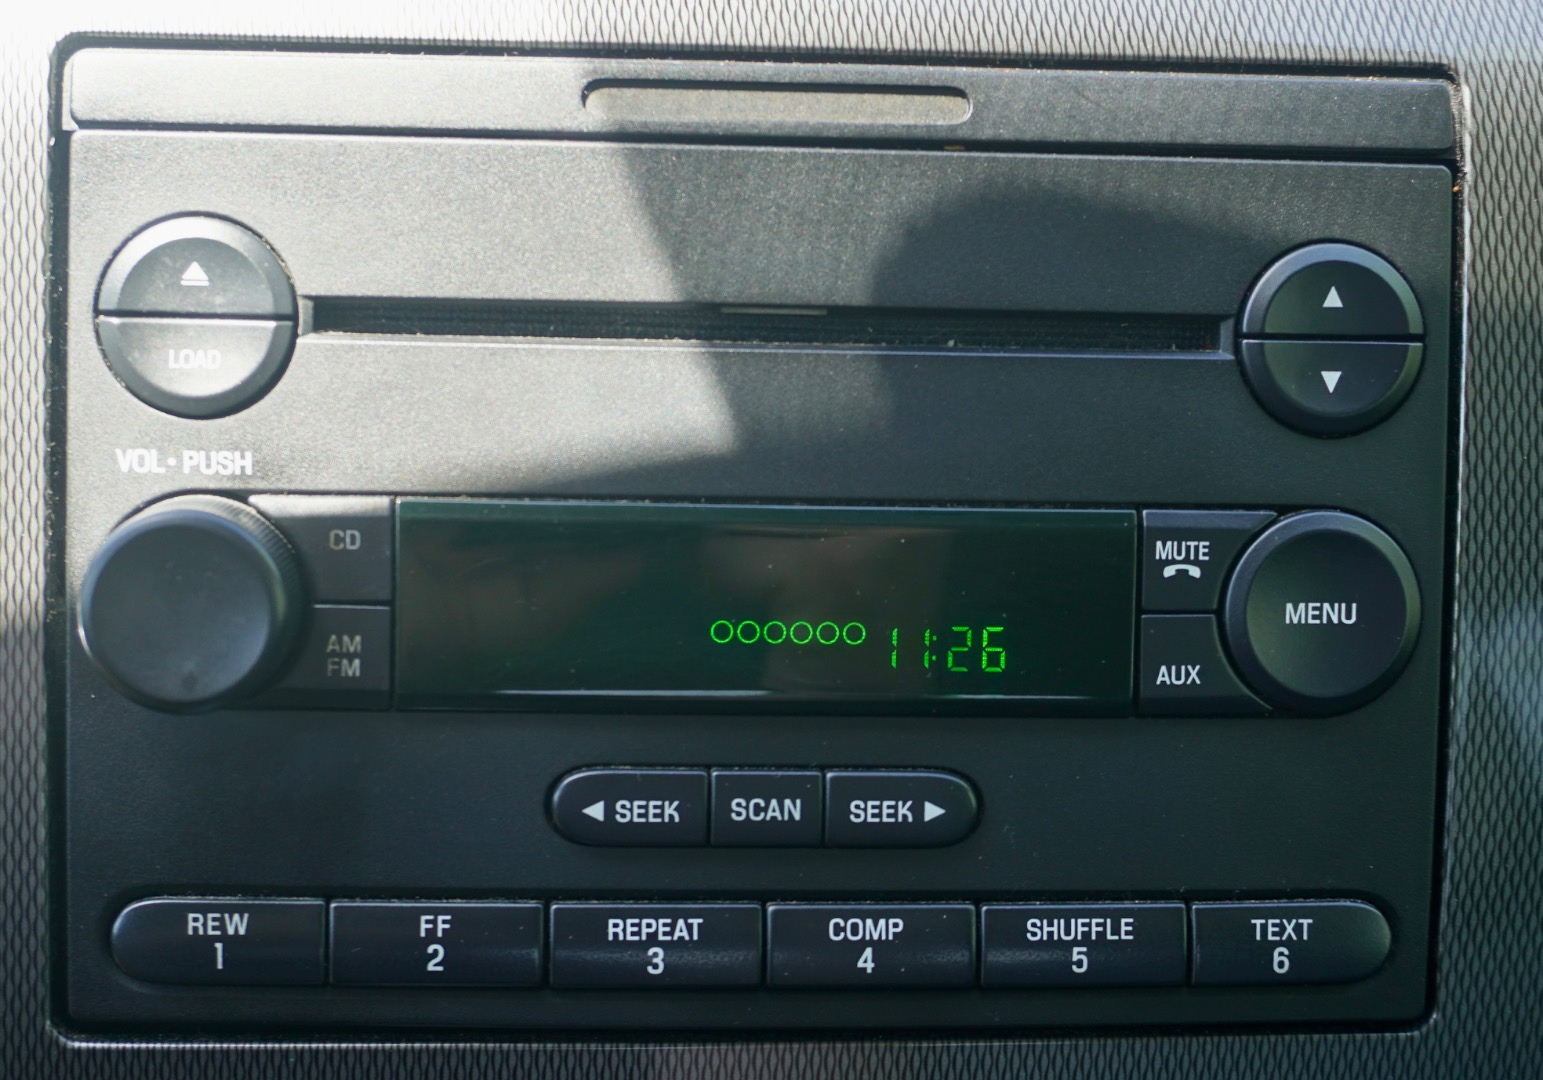 LOAD
VOL• PUSH
CD
AM
FM
11:26
MUTE
AUX
MENU
◀ SEEK
SCAN
SEEK ▶
REW
1
FF
2
REPEAT
3
COMP
4
SHUFFLE
5
TEXT
6